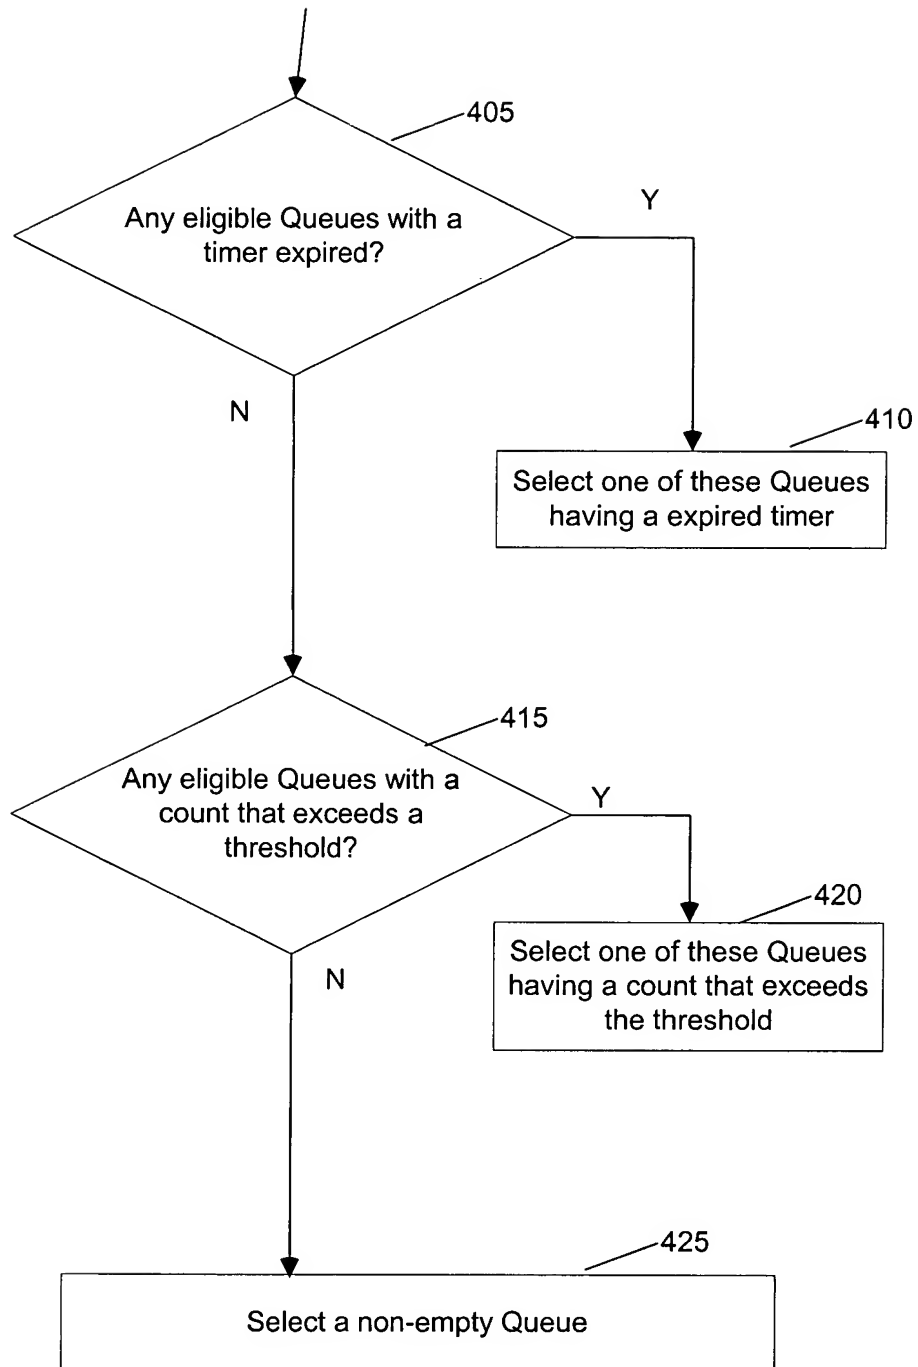 405
Any eligible Queues with a
timer expired?
Y
N
410
Select one of these Queues
having a expired timer
415
Any eligible Queues with a
count that exceeds a
threshold?
Y
N
420
Select one of these Queues
having a count that exceeds
the threshold
425
Select a non-empty Queue